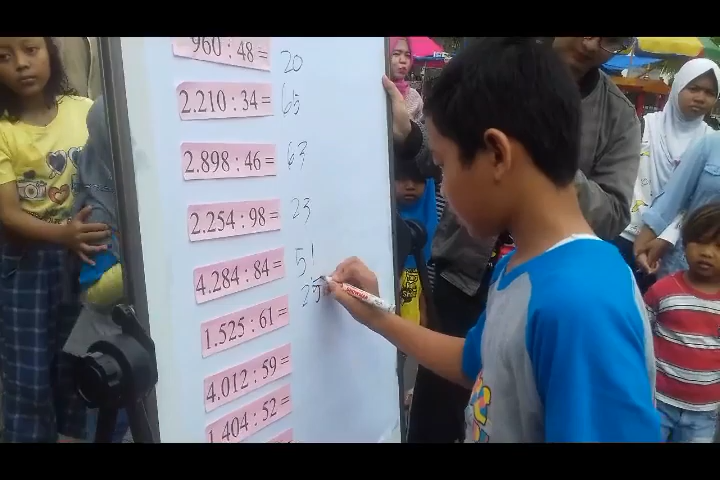 960 : 48 = 20
2.210 : 34 = 65
2.898 : 46 = 63
2.254 : 98 = 23
4.284 : 84 = 51
1.525 : 61 = 25
4.012 : 59 =
1.404 : 52 =